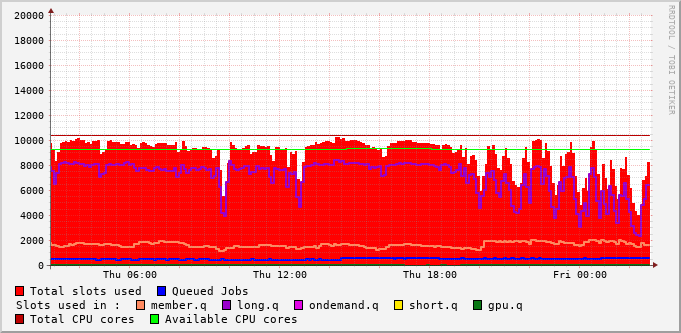 20000
18000
16000
14000
12000
10000
8000
6000
4000
2000
0
Thu 06:00 Thu 12:00 Thu 18:00 Fri 00:00
Total slots used Queued Jobs
Slots used in : member.q long.q ondemand.q short.q gpu.q
Total CPU cores Available CPU cores
RRDTOOL / TOBI OETIKER